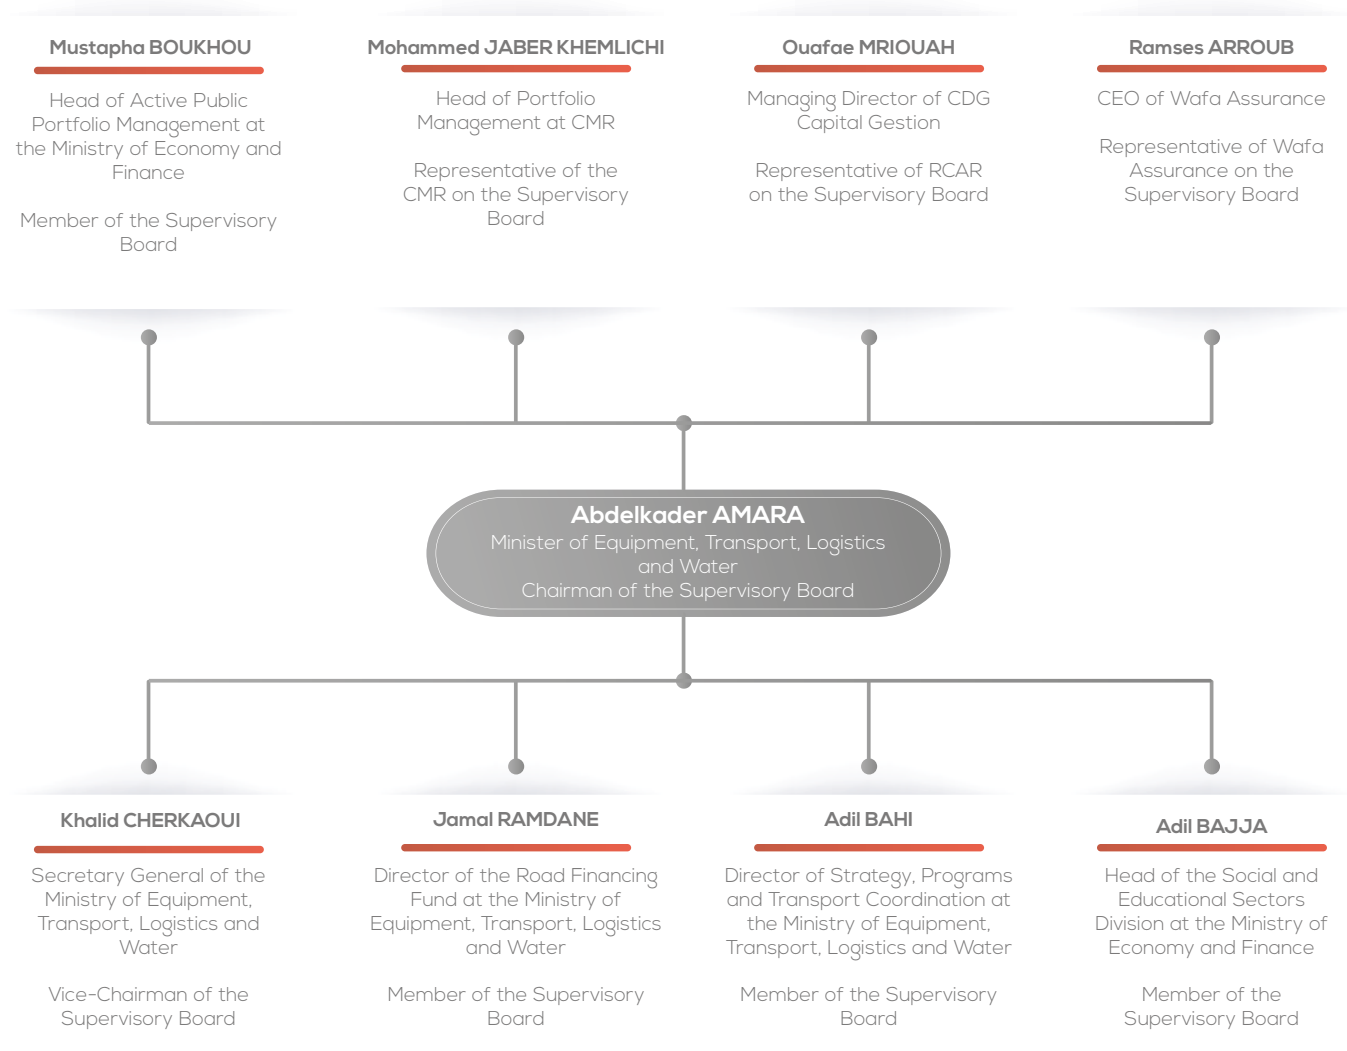 Mustapha BOUKHOU
Head of Active Public
Portfolio Management at
the Ministry of Economy and
Finance
Member of the Supervisory
Board
Mohammed JABER KHEMLICHI
Head of Portfolio
Management at CMR
Representative of the
CMR on the Supervisory
Board
Ouafae MRIOUAH
Managing Director of CDG
Capital Gestion
Representative of RCAR
on the Supervisory Board
Ramses ARROUB
CEO of Wafa Assurance
Representative of Wafa
Assurance on the
Supervisory Board
Abdelkader AMARA
Minister of Equipment, Transport, Logistics
and Water
Chairman of the Supervisory Board
Khalid CHERKAOUI
Secretary General of the
Ministry of Equipment,
Transport, Logistics and
Water
Vice-Chairman of the
Supervisory Board
Jamal RAMDANE
Director of the Road Financing
Fund at the Ministry of
Equipment, Transport, Logistics
and Water
Member of the Supervisory
Board
Adil BAHI
Director of Strategy, Programs
and Transport Coordination at
the Ministry of Equipment,
Transport, Logistics and Water
Member of the Supervisory
Board
Adil BAJJA
Head of the Social and
Educational Sectors
Division at the Ministry of
Economy and Finance
Member of the
Supervisory Board